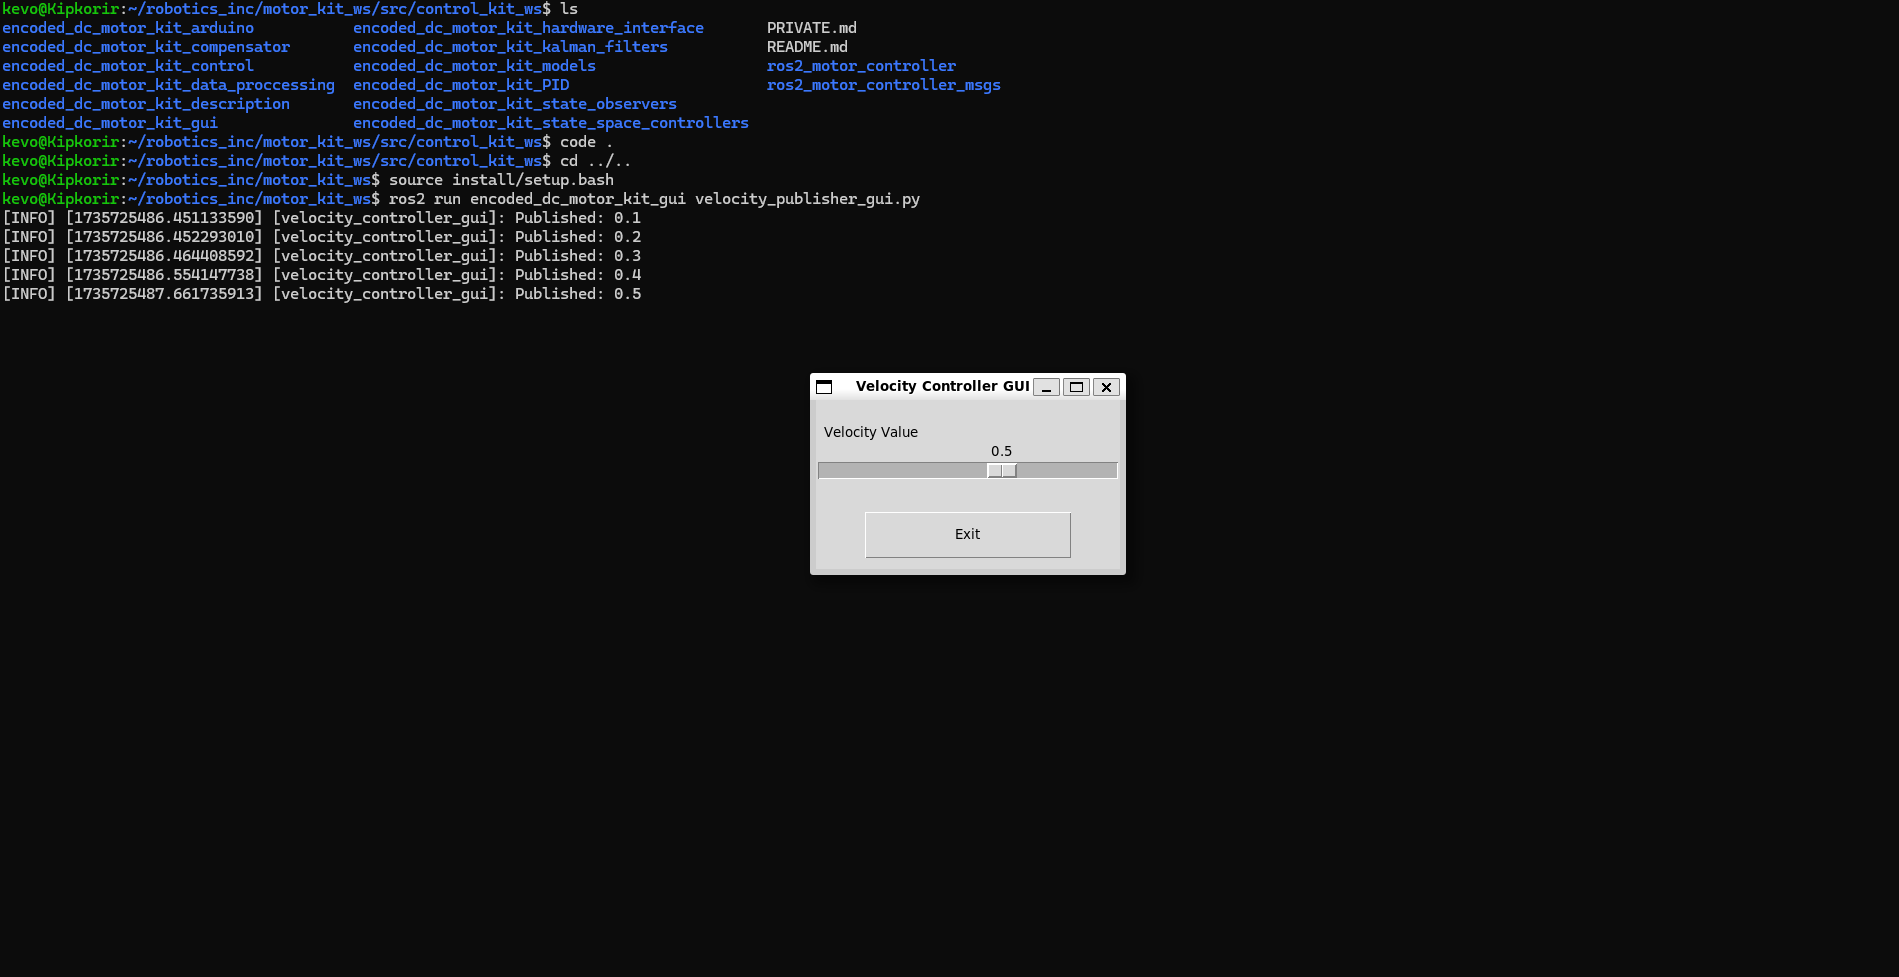 kevo@Kipkorir:~/robotics_inc/motor_kit_ws/src/control_kit_ws$ ls
encoded_dc_motor_kit_arduino encoded_dc_motor_kit_hardware_interface PRIVATE.md
encoded_dc_motor_kit_compensator encoded_dc_motor_kit_kalman_filters README.md
encoded_dc_motor_kit_control encoded_dc_motor_kit_models ros2_motor_controller
encoded_dc_motor_kit_data_proccessing encoded_dc_motor_kit_PID ros2_motor_controller_msgs
encoded_dc_motor_kit_description encoded_dc_motor_kit_state_observers
encoded_dc_motor_kit_gui encoded_dc_motor_kit_state_space_controllers
kevo@Kipkorir:~/robotics_inc/motor_kit_ws/src/control_kit_ws$ code .
kevo@Kipkorir:~/robotics_inc/motor_kit_ws/src/control_kit_ws$ cd ../..
kevo@Kipkorir:~/robotics_inc/motor_kit_ws$ source install/setup.bash
kevo@Kipkorir:~/robotics_inc/motor_kit_ws$ ros2 run encoded_dc_motor_kit_gui velocity_publisher_gui.py
[INFO] [1735725486.451133590] [velocity_controller_gui]: Published: 0.1
[INFO] [1735725486.452293010] [velocity_controller_gui]: Published: 0.2
[INFO] [1735725486.464408592] [velocity_controller_gui]: Published: 0.3
[INFO] [1735725486.554147738] [velocity_controller_gui]: Published: 0.4
[INFO] [1735725487.661735913] [velocity_controller_gui]: Published: 0.5
Velocity Controller GUI
Velocity Value
0.5
Exit